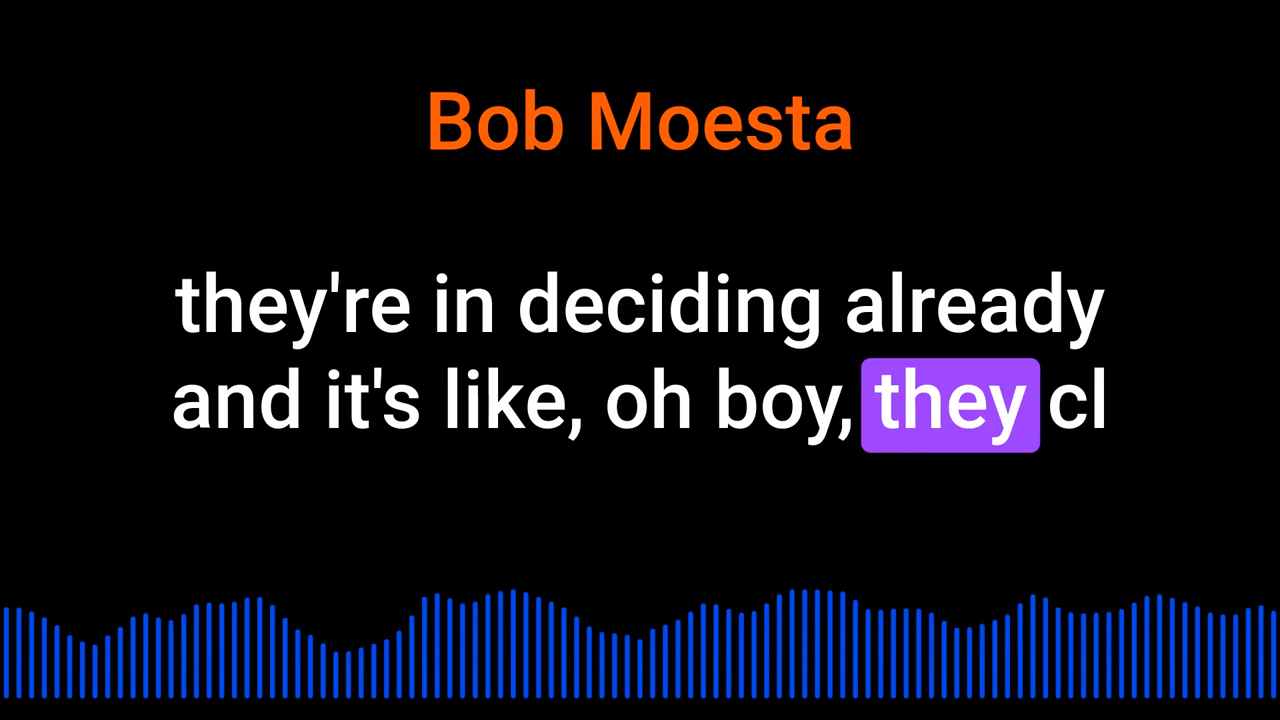 Bob Moesta
they're in deciding already
and it's like, oh boy, they cl